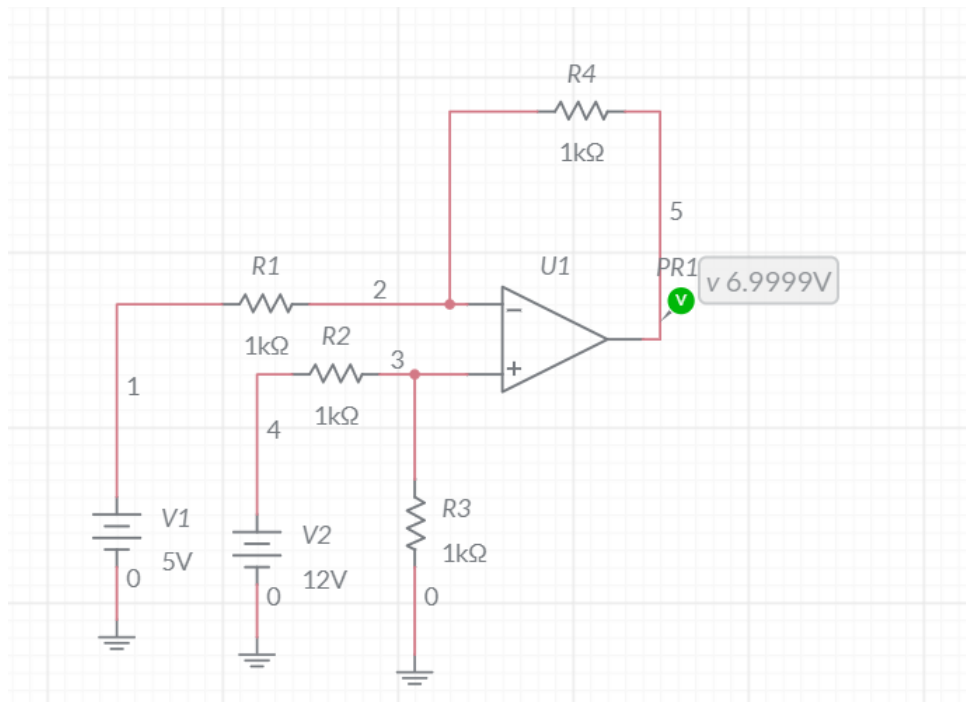 R4
1kΩ
5
R1
2
U1
PR1
v 6.9999V
V
1kΩ
R2
3
1kΩ
1
4
V1
5V
0
V2
12V
0
R3
1kΩ
0
−
+